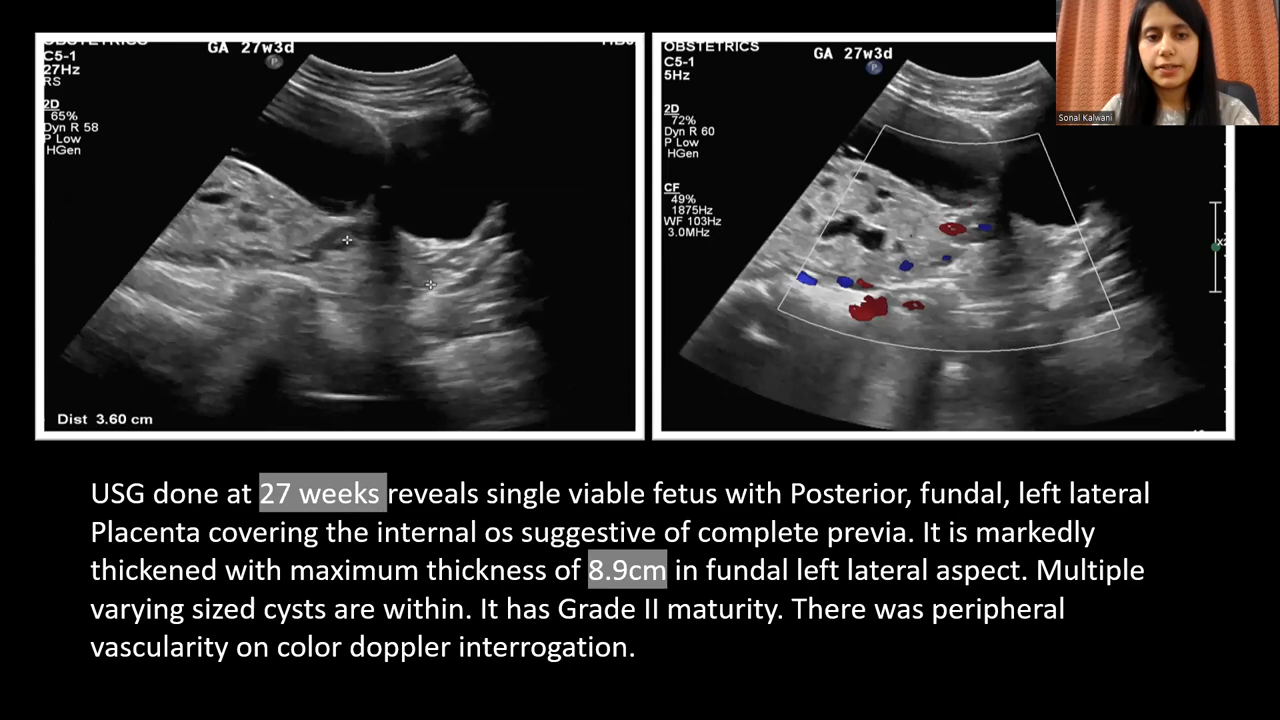 OBSTETRICS
GA 27w3d
C5-1
27Hz
RS
2D
65%
Dyn R 58
P Low
HGen
Dist 3.60 cm
OBSTETRICS
GA 27w3d
C5-1
5Hz
2D
72%
Dyn R 60
P Low
HGen
CF
49%
1875Hz
WF 103Hz
3.0MHz
P
P
Sonal Kalwani
USG done at 27 weeks reveals single viable fetus with Posterior, fundal, left lateral
Placenta covering the internal os suggestive of complete previa. It is markedly
thickened with maximum thickness of 8.9cm in fundal left lateral aspect. Multiple
varying sized cysts are within. It has Grade II maturity. There was peripheral
vascularity on color doppler interrogation.